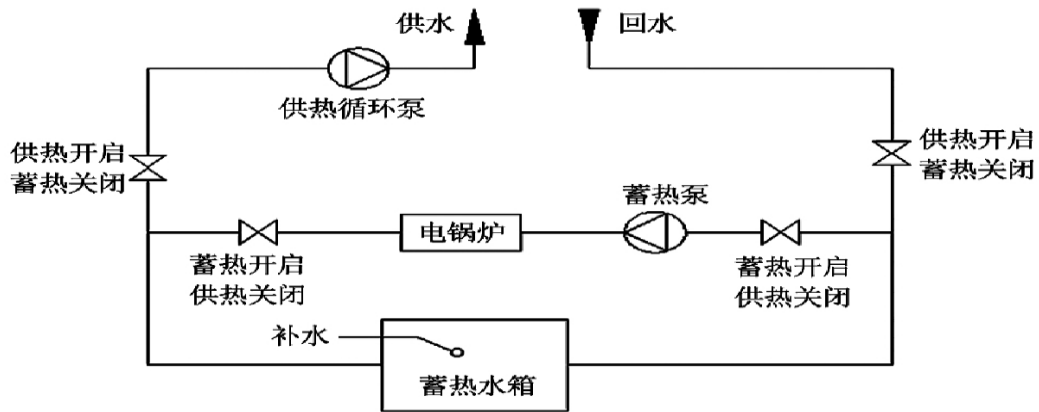 供水
回水
供热循环泵
供热开启
蓄热关闭
供热开启
蓄热关闭
蓄热泵
电锅炉
蓄热开启
供热关闭
蓄热开启
供热关闭
补水
蓄热水箱